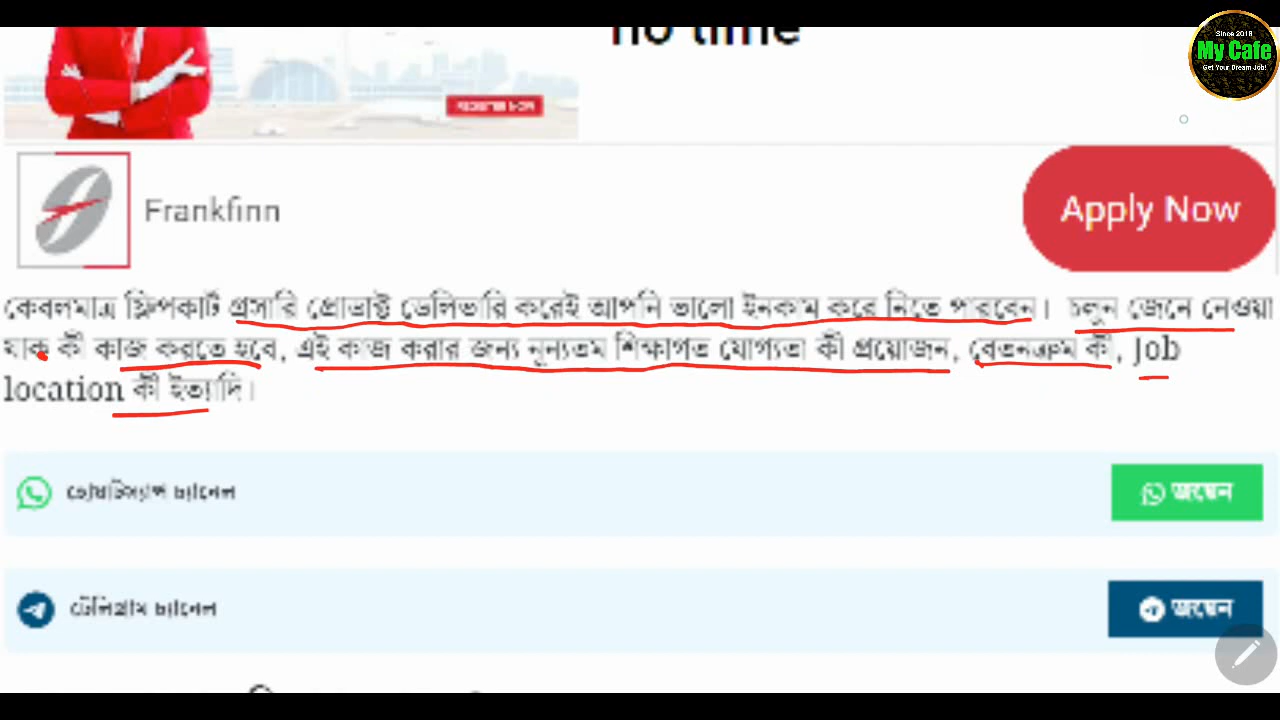 no time
Since 2018
My Cafe
Get Your Dream Job!
REGISTER NOW
Frankfinn
Apply Now
কেবলমাত্র ফ্লিপকার্ট গ্রসারি প্রোডাক্ট ডেলিভারি করেই আপনি ভালো ইনকাম করে নিতে পারবেন। চলুন জেনে নেওয়া
যাক কী কাজ করতে হবে, এই কাজ করার জন্য নূন্যতম শিক্ষাগত যোগ্যতা কী প্রয়োজন, বেতনক্রম কী, Job
location কী ইত্যাদি।
হোয়াটসঅ্যাপ চ্যানেল
জয়েন
টেলিগ্রাম চ্যানেল
জয়েন